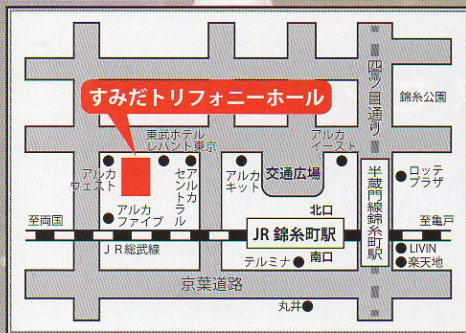 すみだトリフォニーホール
四ツ目通り
錦糸公園
東武ホテル
レバント東京
アルカ
イースト
アルカ
ウェスト
アルカ
セントラル
アルカ
キット
交通広場
半蔵門線錦糸町駅
ロッテ
プラザ
アルカ
ファイブ
北口
至両国
至亀戸
JR 錦糸町駅
JR総武線
テルミナ
南口
LIVIN
楽天地
京葉道路
丸井